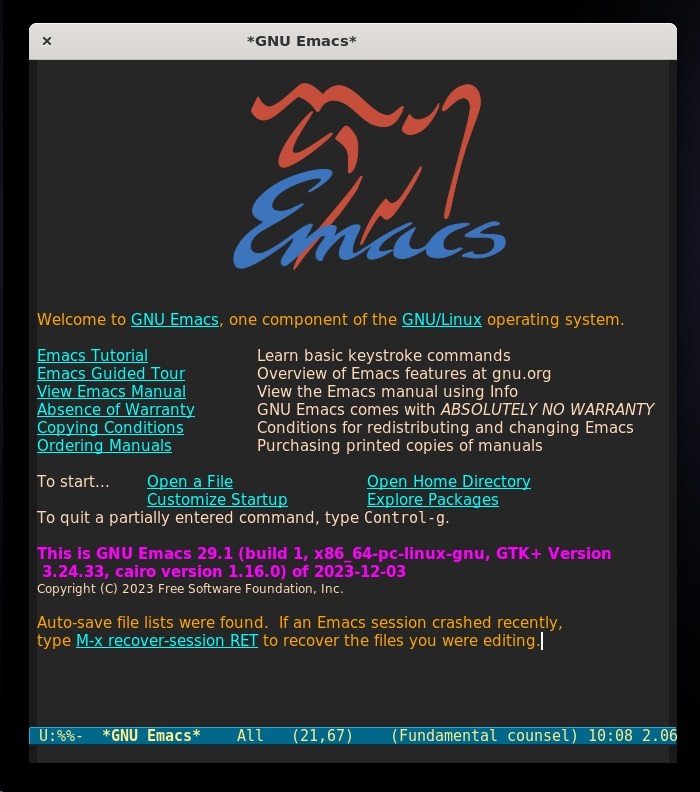 ×
*GNU Emacs*
Emacs
Welcome to GNU Emacs, one component of the GNU/Linux operating system.
Emacs Tutorial Learn basic keystroke commands
Emacs Guided Tour Overview of Emacs features at gnu.org
View Emacs Manual View the Emacs manual using Info
Absence of Warranty GNU Emacs comes with ABSOLUTELY NO WARRANTY
Copying Conditions Conditions for redistributing and changing Emacs
Ordering Manuals Purchasing printed copies of manuals
To start... Open a File Open Home Directory
Customize Startup Explore Packages
To quit a partially entered command, type Control-g.
This is GNU Emacs 29.1 (build 1, x86_64-pc-linux-gnu, GTK+ Version
3.24.33, cairo version 1.16.0) of 2023-12-03
Copyright (C) 2023 Free Software Foundation, Inc.
Auto-save file lists were found.  If an Emacs session crashed recently,
type M-x recover-session RET to recover the files you were editing.
U:%%-  *GNU Emacs*    All   (21,67)    (Fundamental counsel) 10:08 2.06